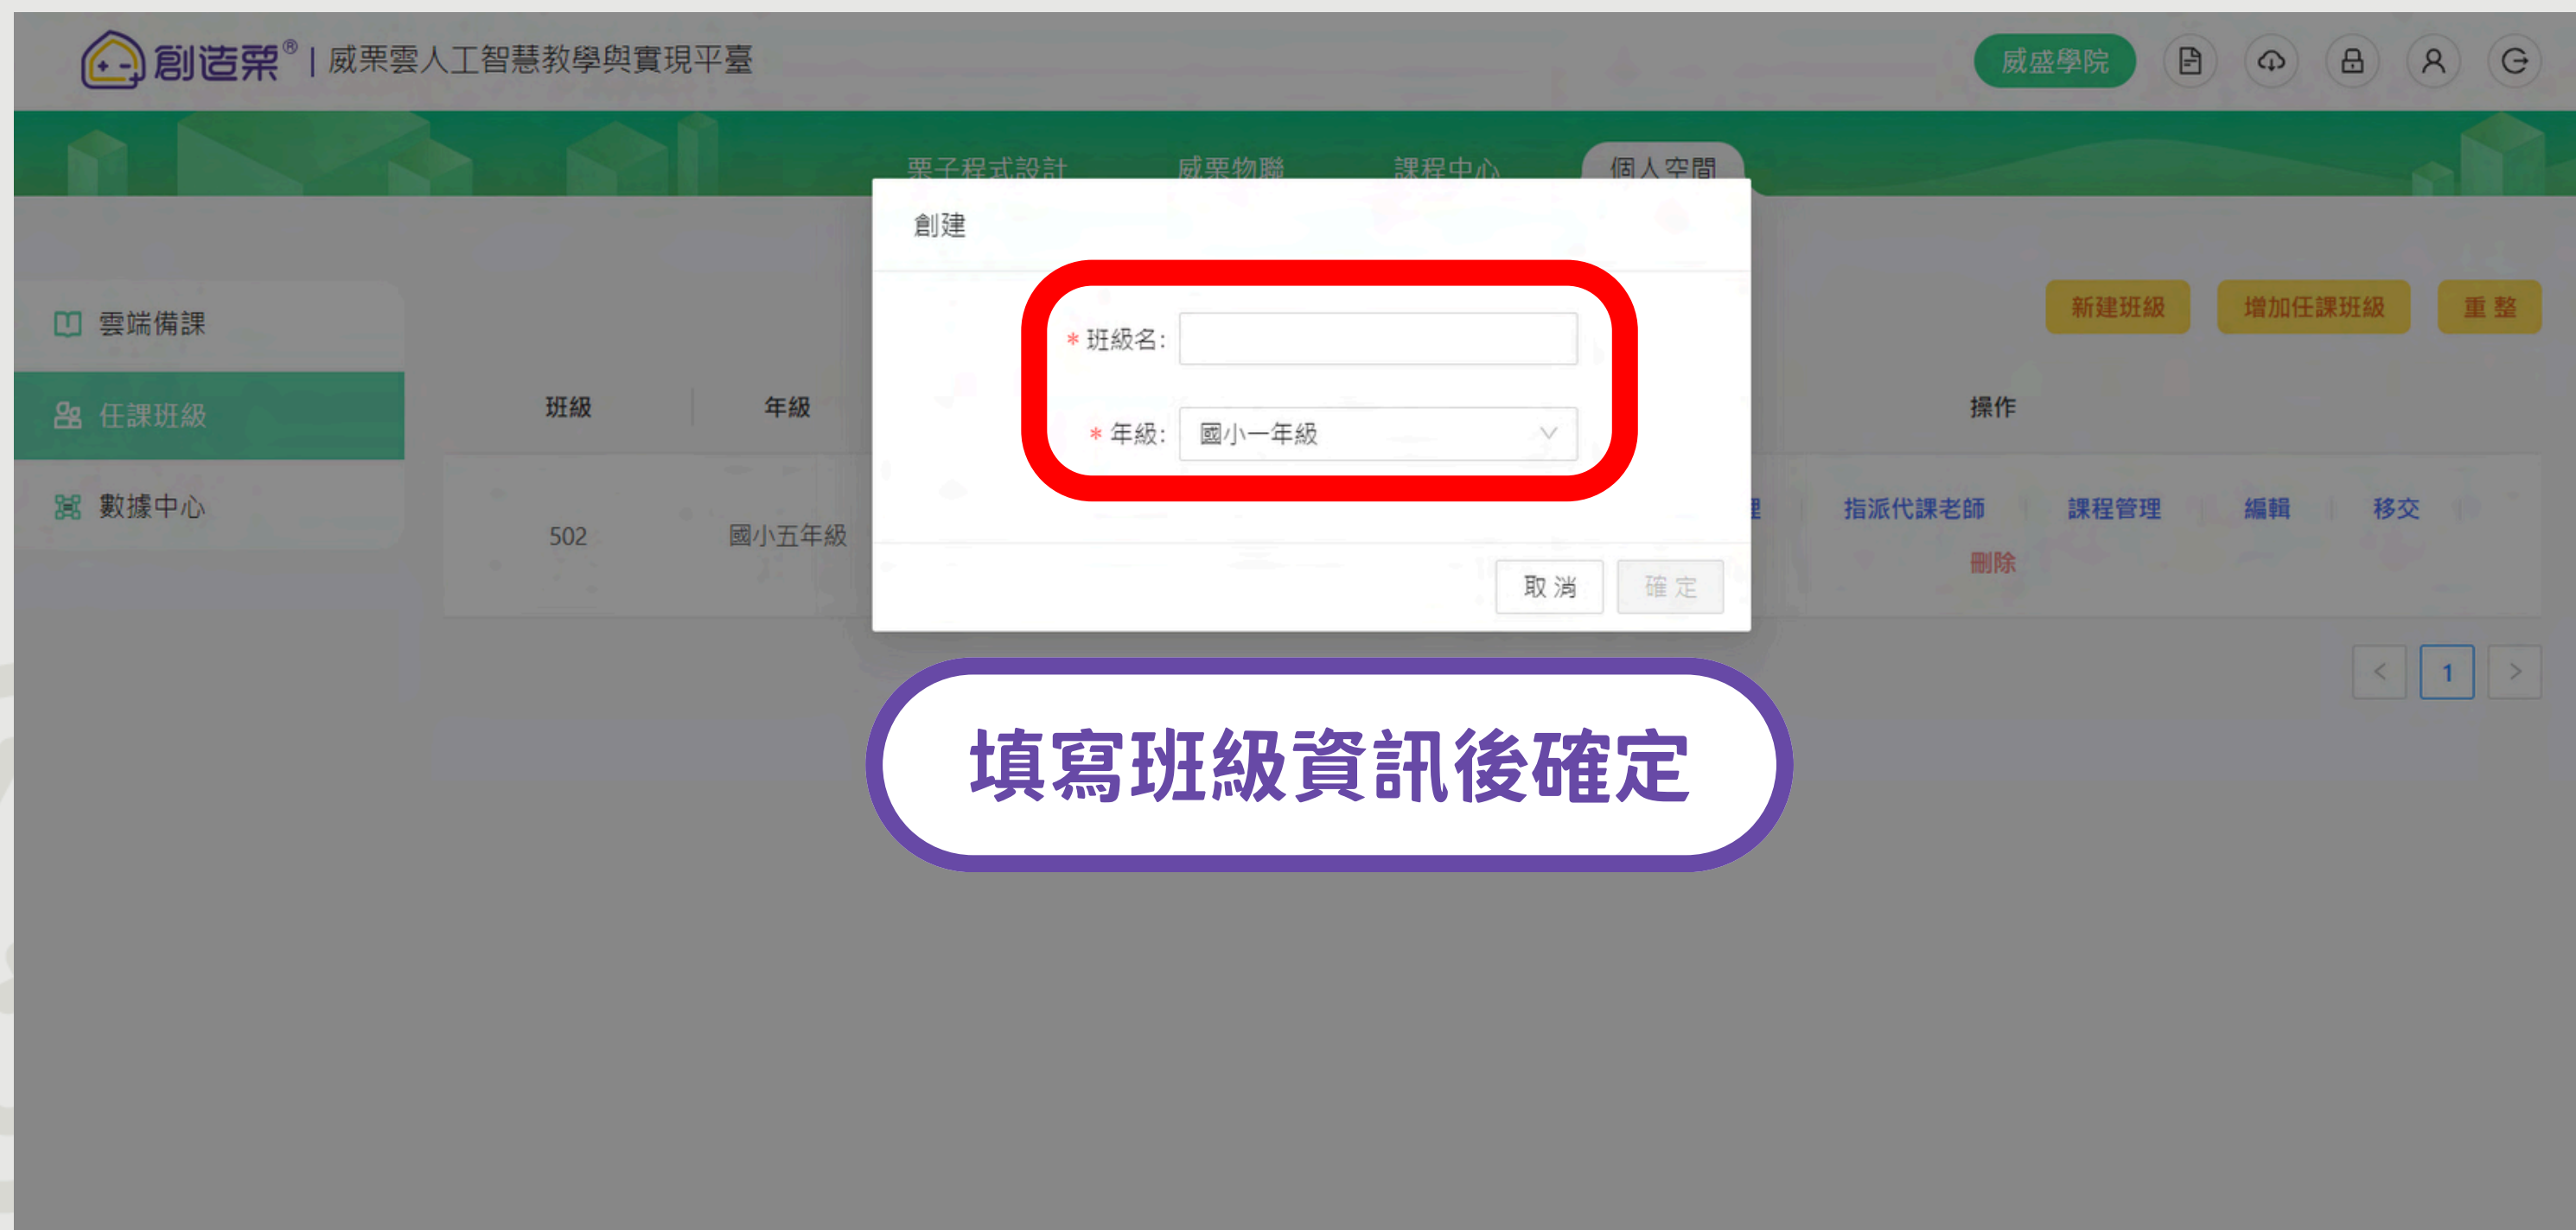 創造栗® | 威栗雲人工智慧教學與實現平臺
威盛學院
栗子程式設計 威栗物聯 課程中心 個人空間
創建
* 班級名:
* 年級: 國小一年級
取 消 確 定
雲端備課
任課班級
數據中心
新建班級 增加任課班級 重 整
班級 年級 操作
502 國小五年級 指派代課老師 課程管理 編輯 移交
刪除
< 1 >
填寫班級資訊後確定